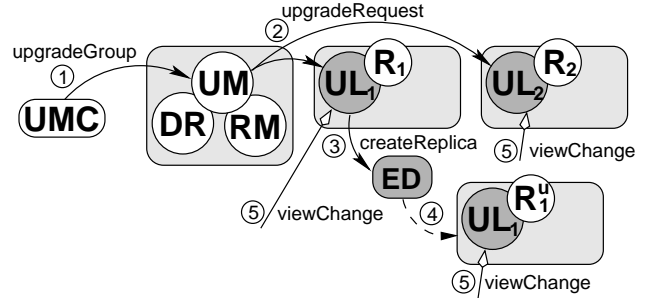 upgradeRequest
upgradeGroup
1
2
UMC
UM
DR
RM
UL1
R1
UL2
R2
3
createReplica
5
viewChange
ED
5
viewChange
4
UL1
R1u
5
viewChange